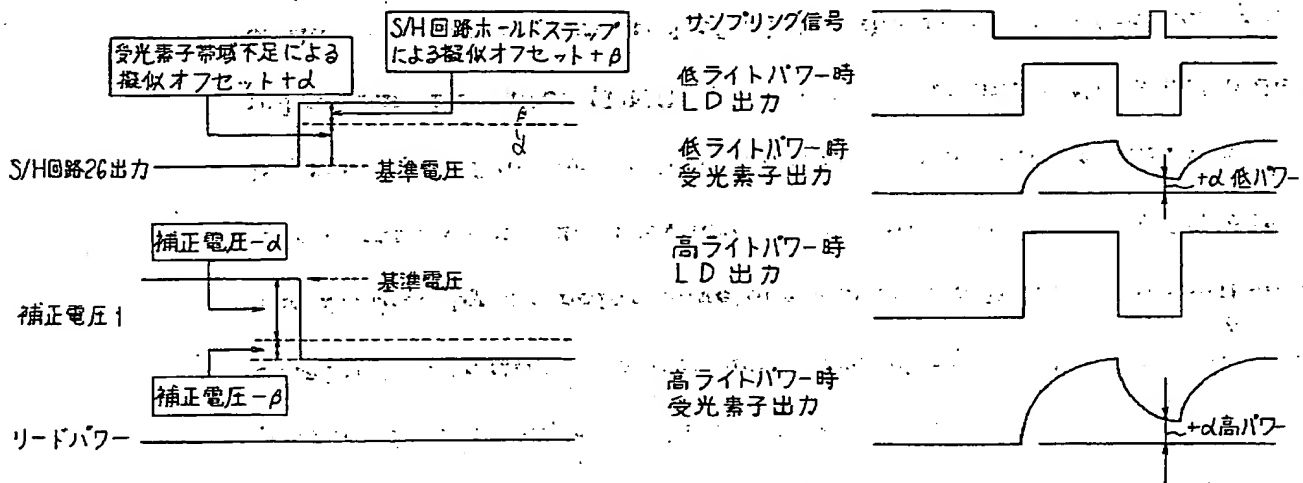 受光素子帯域不足による
擬似オフセット+α
S/H回路ホールドステップ
による擬似オフセット+β
β
α
S/H回路26出力
基準電圧
補正電圧-α
基準電圧
補正電圧1
補正電圧-β
リードパワー
サンプリング信号
低ライトパワー時
LD出力
低ライトパワー時
受光素子出力
+α低パワー
高ライトパワー時
LD出力
高ライトパワー時
受光素子出力
+α高パワー